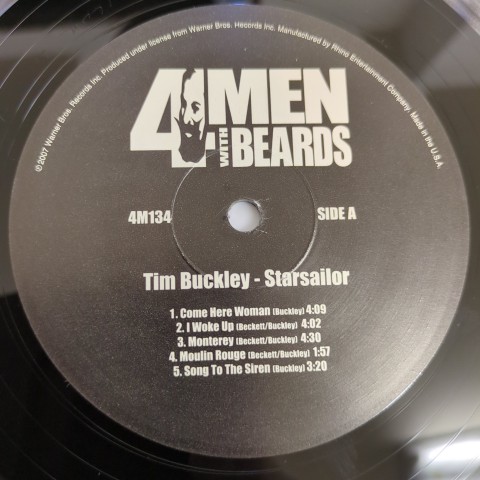 ©2007 Warner Bros. Records Inc. Produced under license from Warner Bros. Records Inc. Manufactured by Rhino Entertainment Company. Made in the U.S.A.
4 MEN
WITH BEARDS
4M134 SIDE A
Tim Buckley - Starsailor
1. Come Here Woman (Buckley) 4:09
2. I Woke Up (Beckett/Buckley) 4:02
3. Monterey (Beckett/Buckley) 4:30
4. Moulin Rouge (Beckett/Buckley) 1:57
5. Song To The Siren (Buckley) 3:20